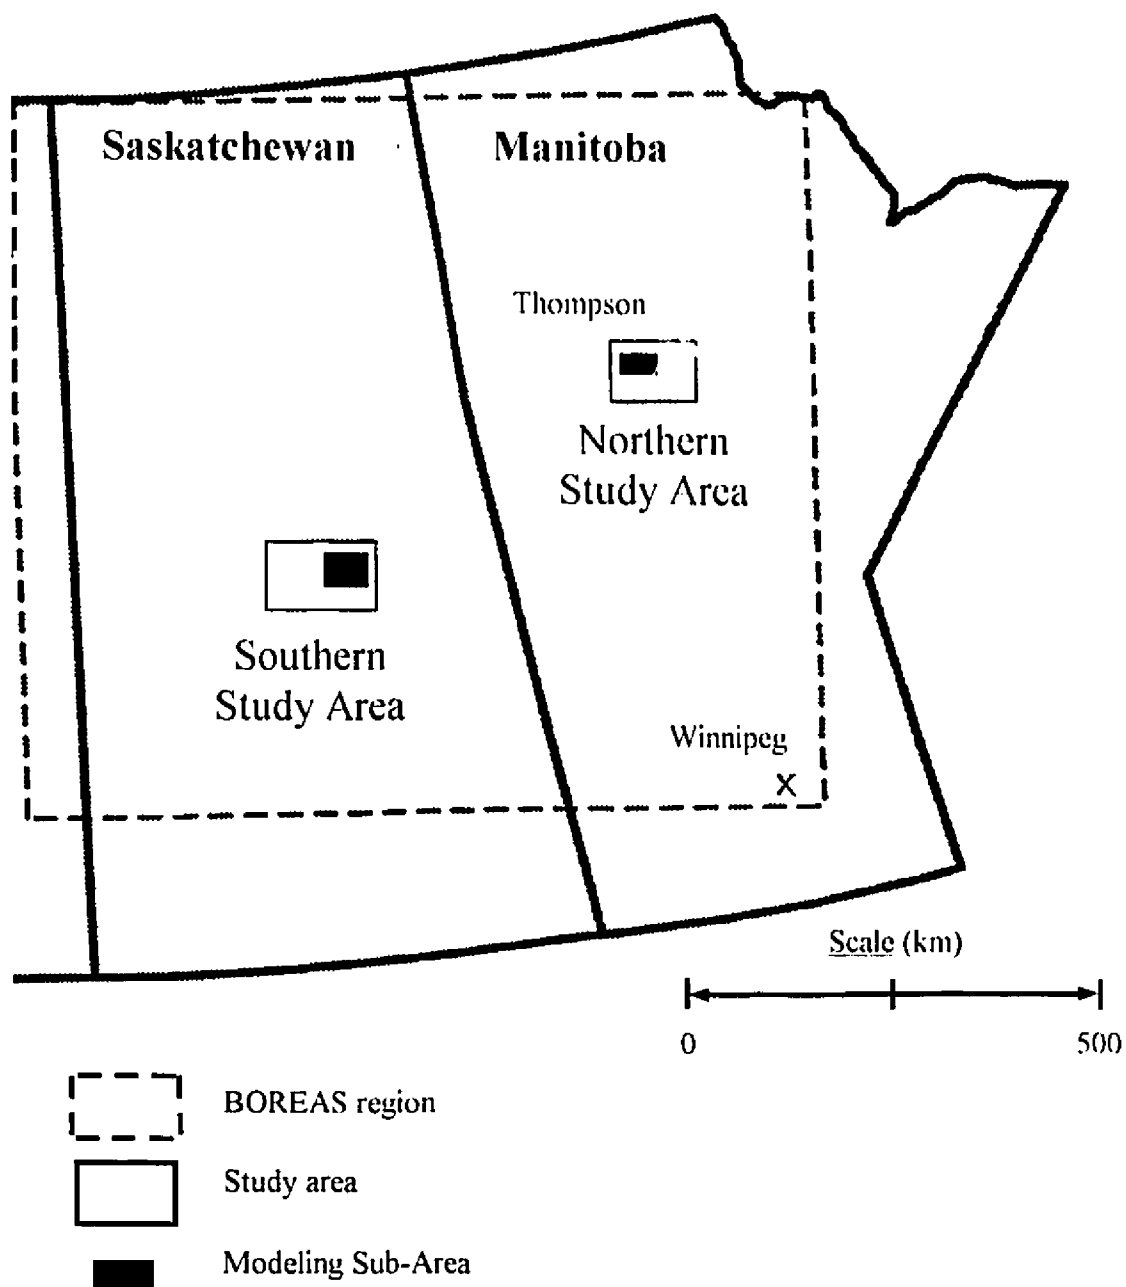 Saskatchewan
Manitoba
Thompson
Northern
Study Area
Southern
Study Area
Winnipeg
X
Scale (km)
0
500
BOREAS region
Study area
Modeling Sub-Area